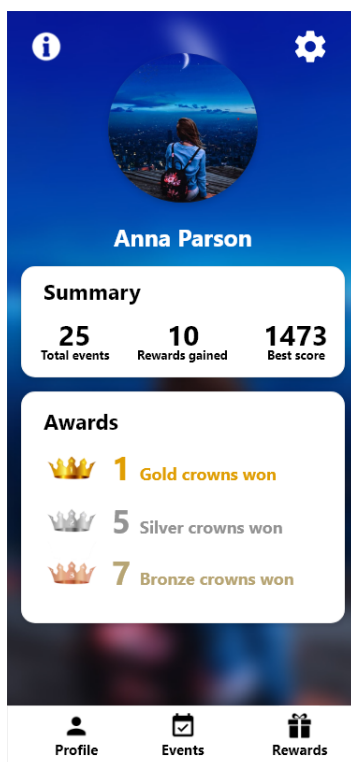 Anna Parson
Summary
25 10 1473
Total events Rewards gained Best score
Awards
1 Gold crowns won
5 Silver crowns won
7 Bronze crowns won
Profile Events Rewards